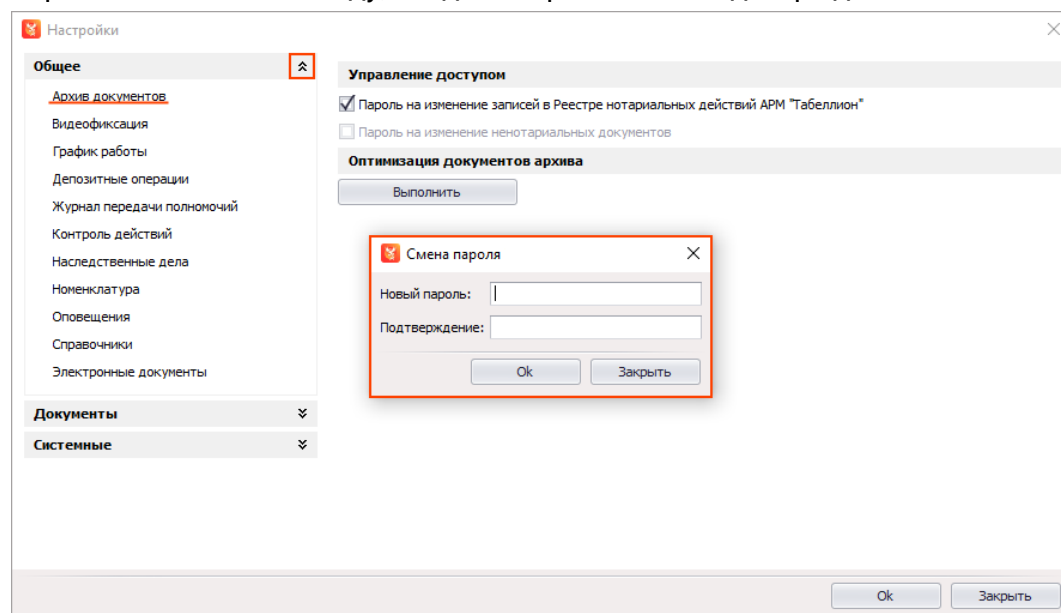 Настройки
Общее
Архив документов
Видеофиксация
График работы
Депозитные операции
Журнал передачи полномочий
Контроль действий
Наследственные дела
Номенклатура
Оповещения
Справочники
Электронные документы
Документы
Системные
Управление доступом
Пароль на изменение записей в Реестре нотариальных действий АРМ "Табеллион"
Пароль на изменение ненотариальных документов
Оптимизация документов архива
Выполнить
Смена пароля
Новый пароль:
Подтверждение:
Ok Закрыть
Ok Закрыть